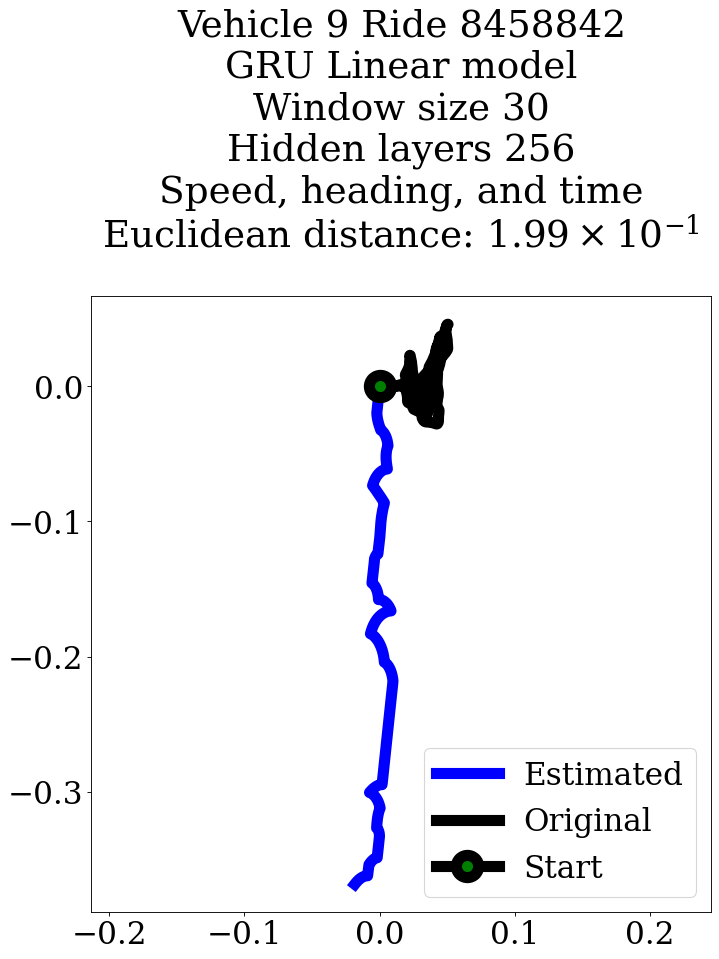 Vehicle 9 Ride 8458842
GRU Linear model
Window size 30
Hidden layers 256
Speed, heading, and time
Euclidean distance: 1.99 × 10⁻¹
0.0
−0.1
−0.2
−0.3
Estimated
Original
Start
−0.2 −0.1 0.0 0.1 0.2